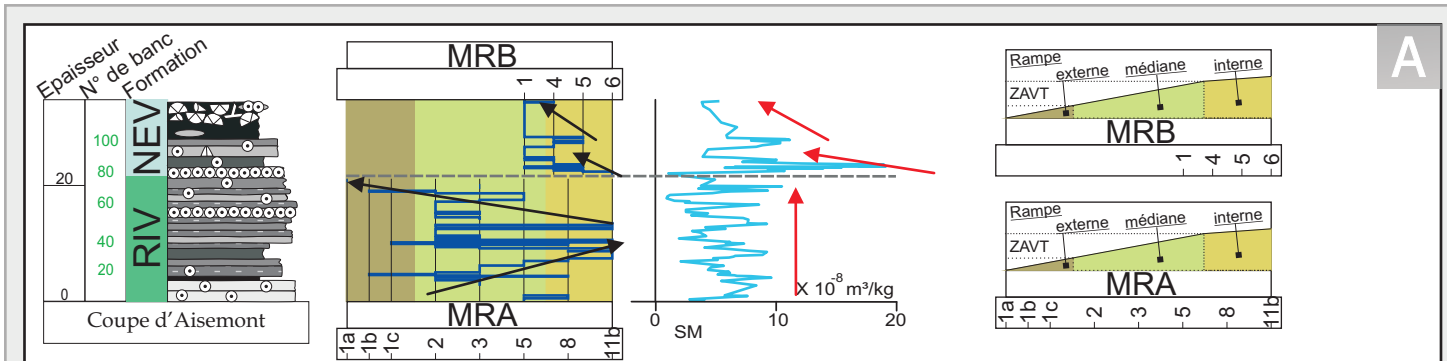 A
Epaisseur
N° de banc
Formation
NEV
RIV
100
80
60
40
20
20
0
Coupe d'Aisemont
MRB
1
4
5
6
MRA
1a
1b
1c
2
3
5
8
11b
X 10-8 m³/kg
0
10
20
SM
Rampe
externe
médiane
interne
ZAVT
MRB
1
4
5
6
Rampe
externe
médiane
interne
ZAVT
MRA
1a
1b
1c
2
3
5
8
11b